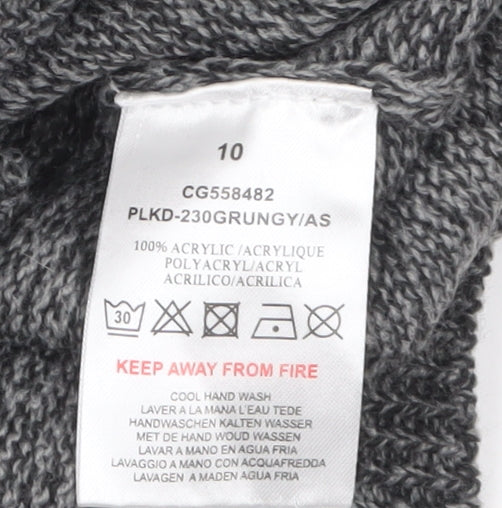 10
CG558482
PLKD-230GRUNGY/AS
100% ACRYLIC /ACRYLIQUE
POLYACRYL/ACRYL
ACRILICO/ACRILICA
30
KEEP AWAY FROM FIRE
COOL HAND WASH
LAVER A LA MANA L'EAU TEDE
HANDWASCHEN KALTEN WASSER
MET DE HAND WOUD WASSEN
LAVAR A MANO EN AGUA FRIA
LAVAGGIO A MANO CON ACQUAFREDDA
LAVAGEN A MADEN AGUA FRIA